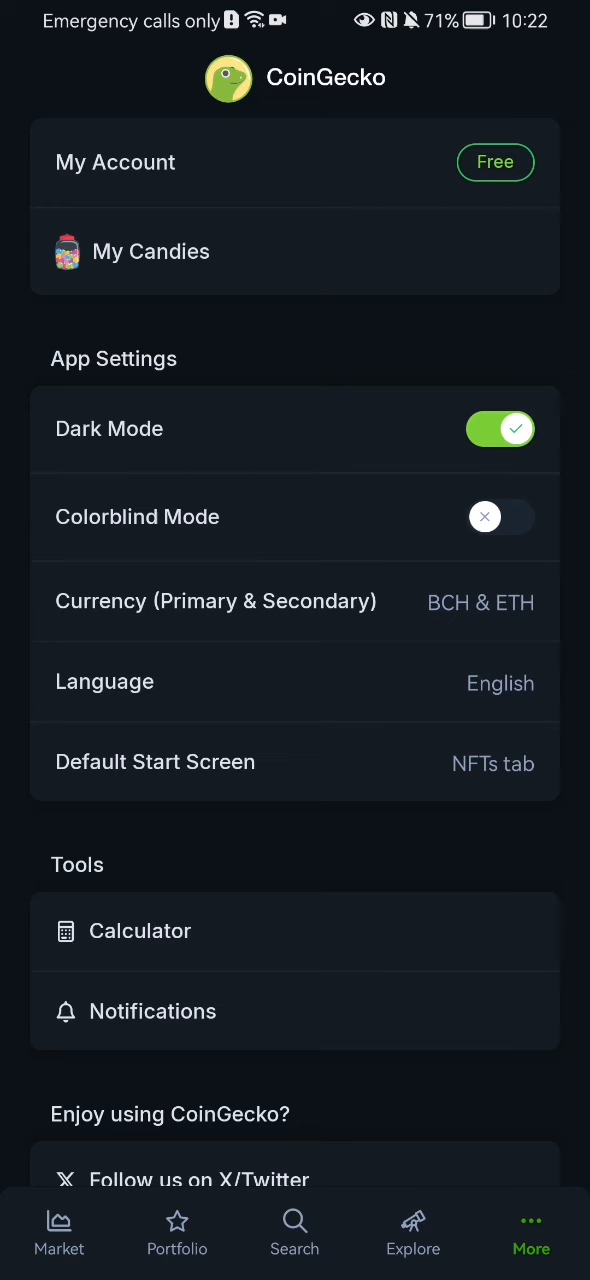 Emergency calls only 71% 10:22
CoinGecko
My Account Free
My Candies
App Settings
Dark Mode
Colorblind Mode
Currency (Primary & Secondary) BCH & ETH
Language English
Default Start Screen NFTs tab
Tools
Calculator
Notifications
Enjoy using CoinGecko?
Follow us on X/Twitter
Market Portfolio Search Explore More